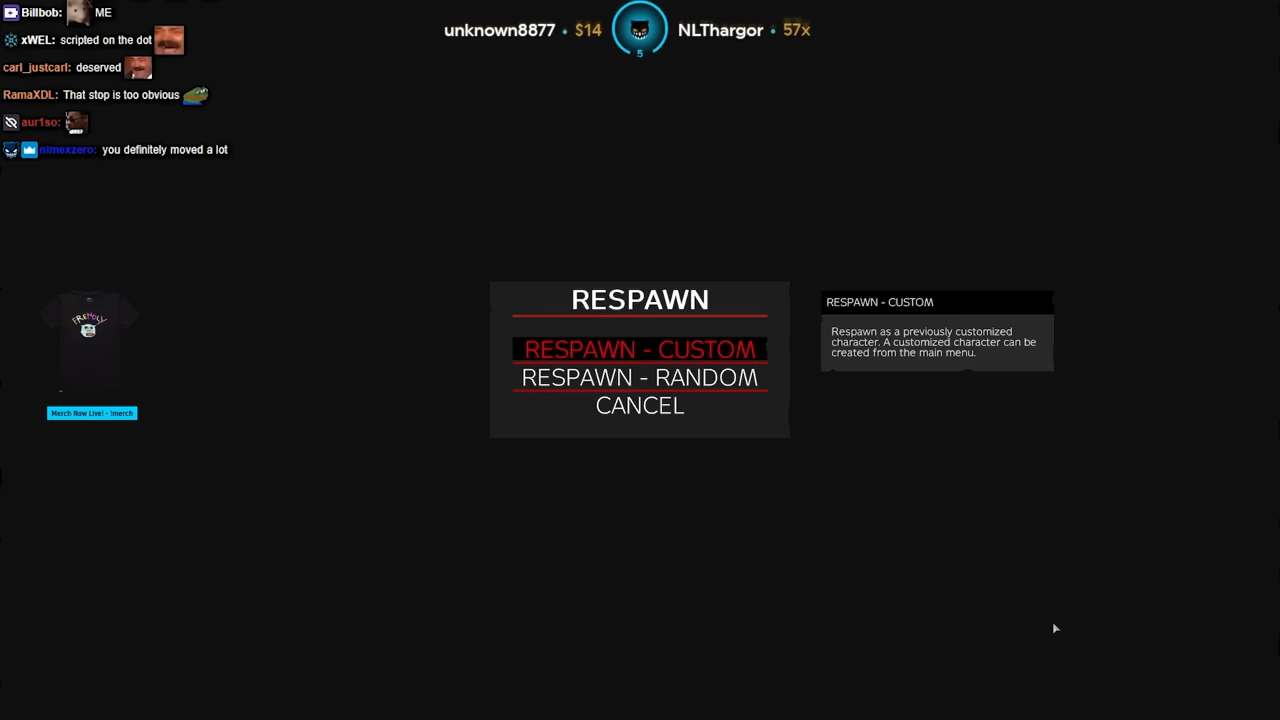 Billbob: ME
xWEL: scripted on the dot
carl_justcarl: deserved
RamaXDL: That stop is too obvious
aur1so:
nimexzero: you definitely moved a lot
unknown8877 • $14
5
NLThargor • 57x
FRENDLY
Merch Now Live! - !merch
RESPAWN
RESPAWN - CUSTOM
RESPAWN - RANDOM
CANCEL
RESPAWN - CUSTOM
Respawn as a previously customized
character. A customized character can be
created from the main menu.